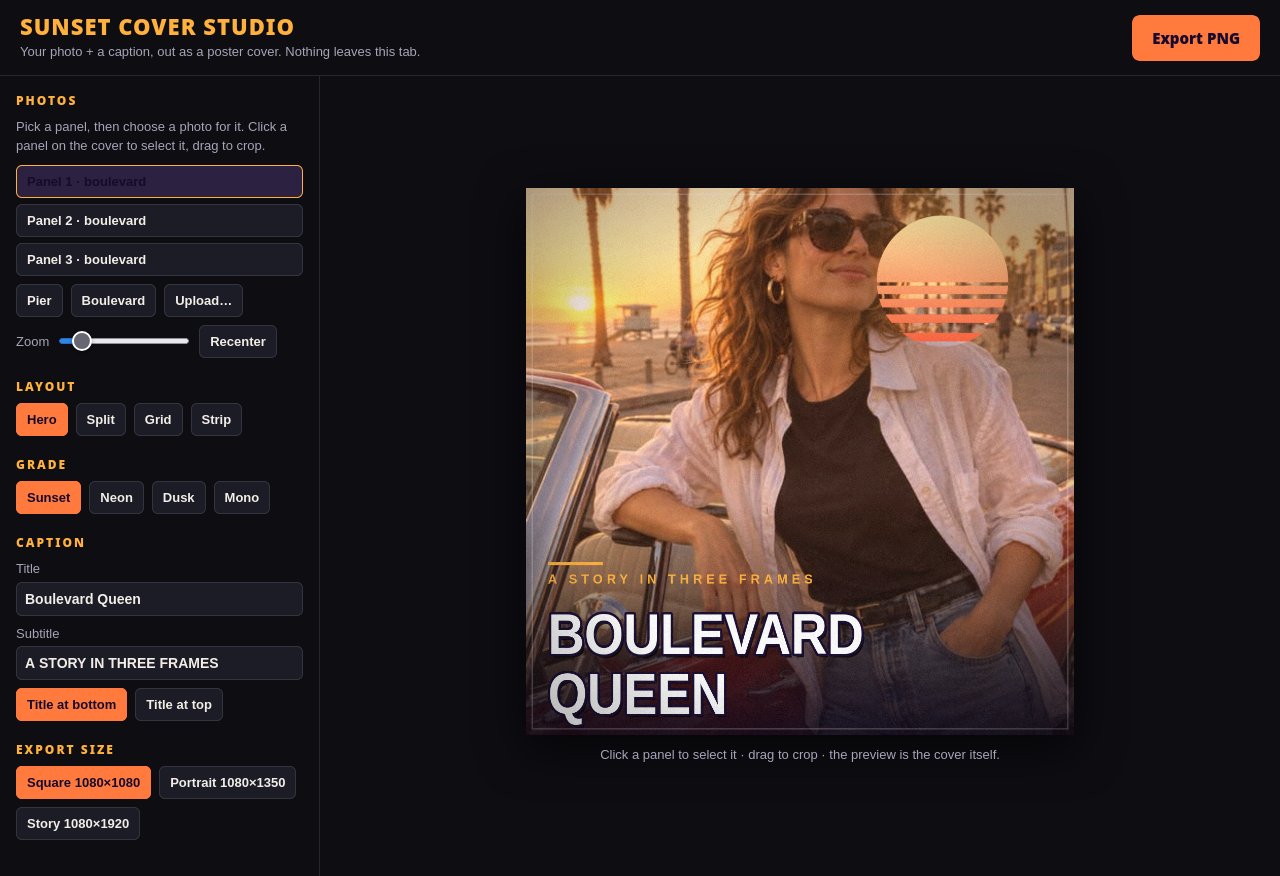 SUNSET COVER STUDIO
Your photo + a caption, out as a poster cover. Nothing leaves this tab.
Export PNG
PHOTOS
Pick a panel, then choose a photo for it. Click a
panel on the cover to select it, drag to crop.
Panel 1 · boulevard
Panel 2 · boulevard
Panel 3 · boulevard
Pier
Boulevard
Upload…
Zoom
Recenter
LAYOUT
Hero
Split
Grid
Strip
GRADE
Sunset
Neon
Dusk
Mono
CAPTION
Title
Boulevard Queen
Subtitle
A STORY IN THREE FRAMES
Title at bottom
Title at top
EXPORT SIZE
Square 1080×1080
Portrait 1080×1350
Story 1080×1920
A STORY IN THREE FRAMES
BOULEVARD
QUEEN
Click a panel to select it · drag to crop · the preview is the cover itself.